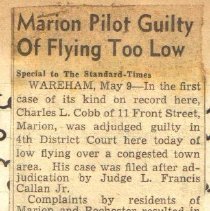 Marion Pilot Guilty
Of Flying Too Low
Special to The Standard-Times
WAREHAM, May 9—In the first
case of its kind on record here,
Charles L. Cobb of 11 Front Street,
Marion, was adjudged guilty in
4th District Court here today of
low flying over a congested town
area. His case was filed after ad-
judication by Judge L. Francis
Callan Jr.
Complaints by residents of
Marion and Rochester resulted in